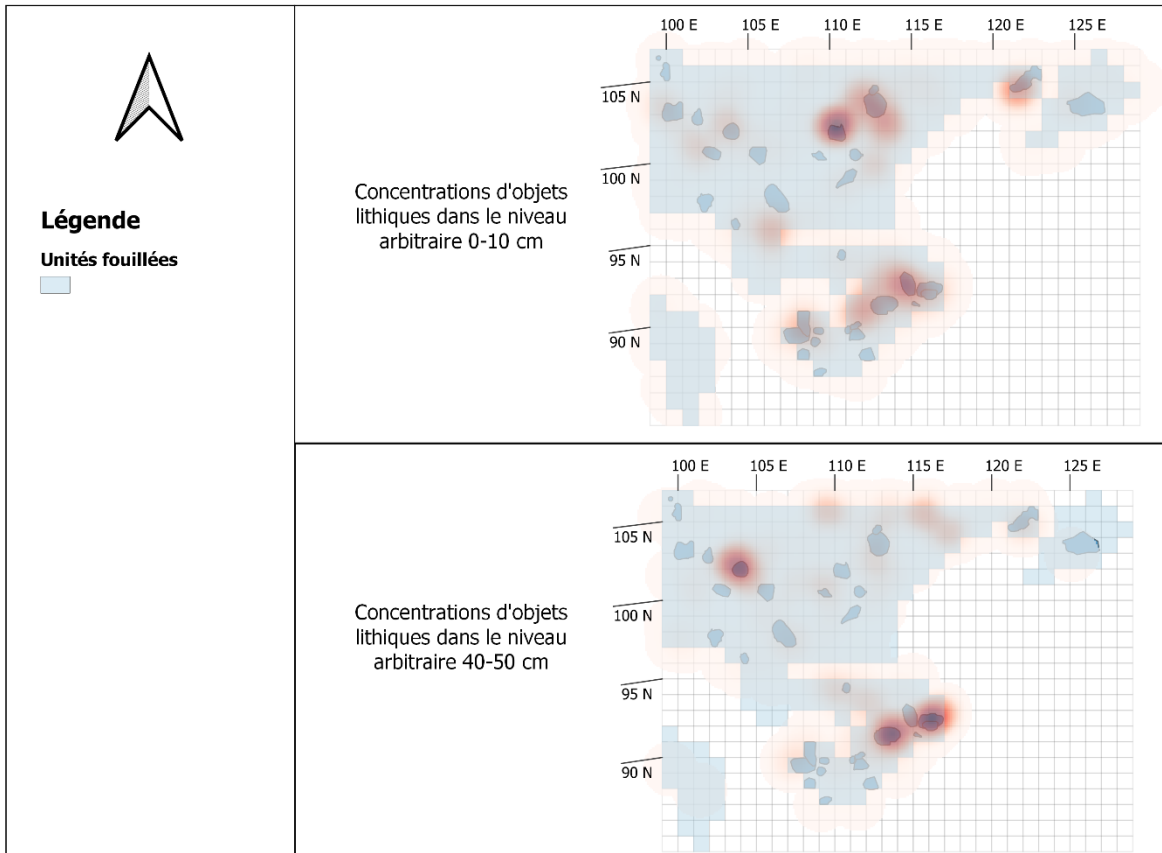 Légende
Unités fouillées
Concentrations d'objets
lithiques dans le niveau
arbitraire 0-10 cm
100 E 105 E 110 E 115 E 120 E 125 E
105 N
100 N
95 N
90 N
Concentrations d'objets
lithiques dans le niveau
arbitraire 40-50 cm
100 E 105 E 110 E 115 E 120 E 125 E
105 N
100 N
95 N
90 N